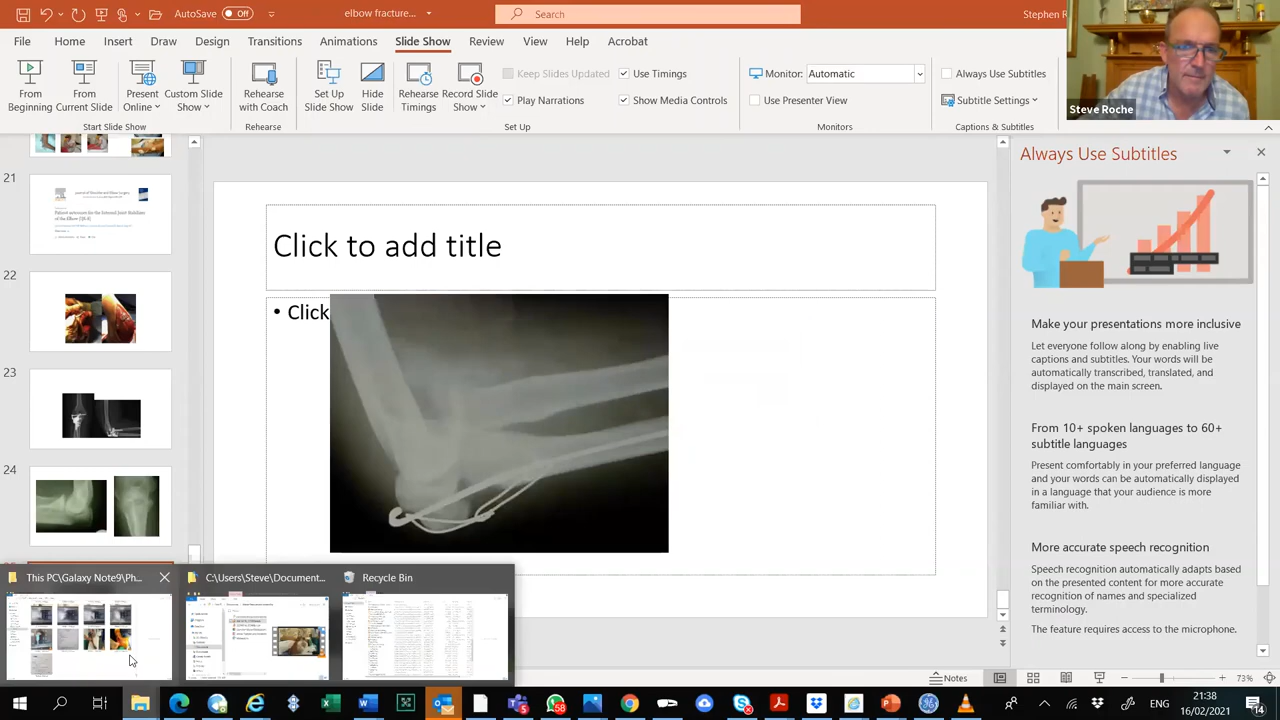 AutoSave Off
elbow fractur...
Search
Stephen R
File Home Insert Draw Design Transitions Animations Slide Show Review View Help Acrobat
From Beginning
From Current Slide
Present Online
Custom Slide Show
Rehearse with Coach
Set Up Slide Show
Hide Slide
Rehearse Timings
Record Slide Show
Keep Slides Updated
Use Timings
Play Narrations
Show Media Controls
Monitor: Automatic
Use Presenter View
Always Use Subtitles
Subtitle Settings
Start Slide Show
Rehearse
Set Up
Monitors
Captions & Subtitles
Steve Roche
21
22
23
24
Click to add title
• Click
Always Use Subtitles
Make your presentations more inclusive
Let everyone follow along by enabling live
captions and subtitles. Your words will be
automatically transcribed, translated, and
displayed on the main screen.
From 10+ spoken languages to 60+
subtitle languages
Present comfortably in your preferred language
and your words can be automatically displayed
in a language that your audience is more
familiar with.
More accurate speech recognition
Speech recognition automatically adapts based
on the presented content for more accurate
recognition of names and specialized
terminology.
This feature requires access to the microphone
This PC\Galaxy Note9\Ph...
C:\Users\Steve\Document...
Recycle Bin
Notes
73%
58
ENG
21:38
16/02/2021
14